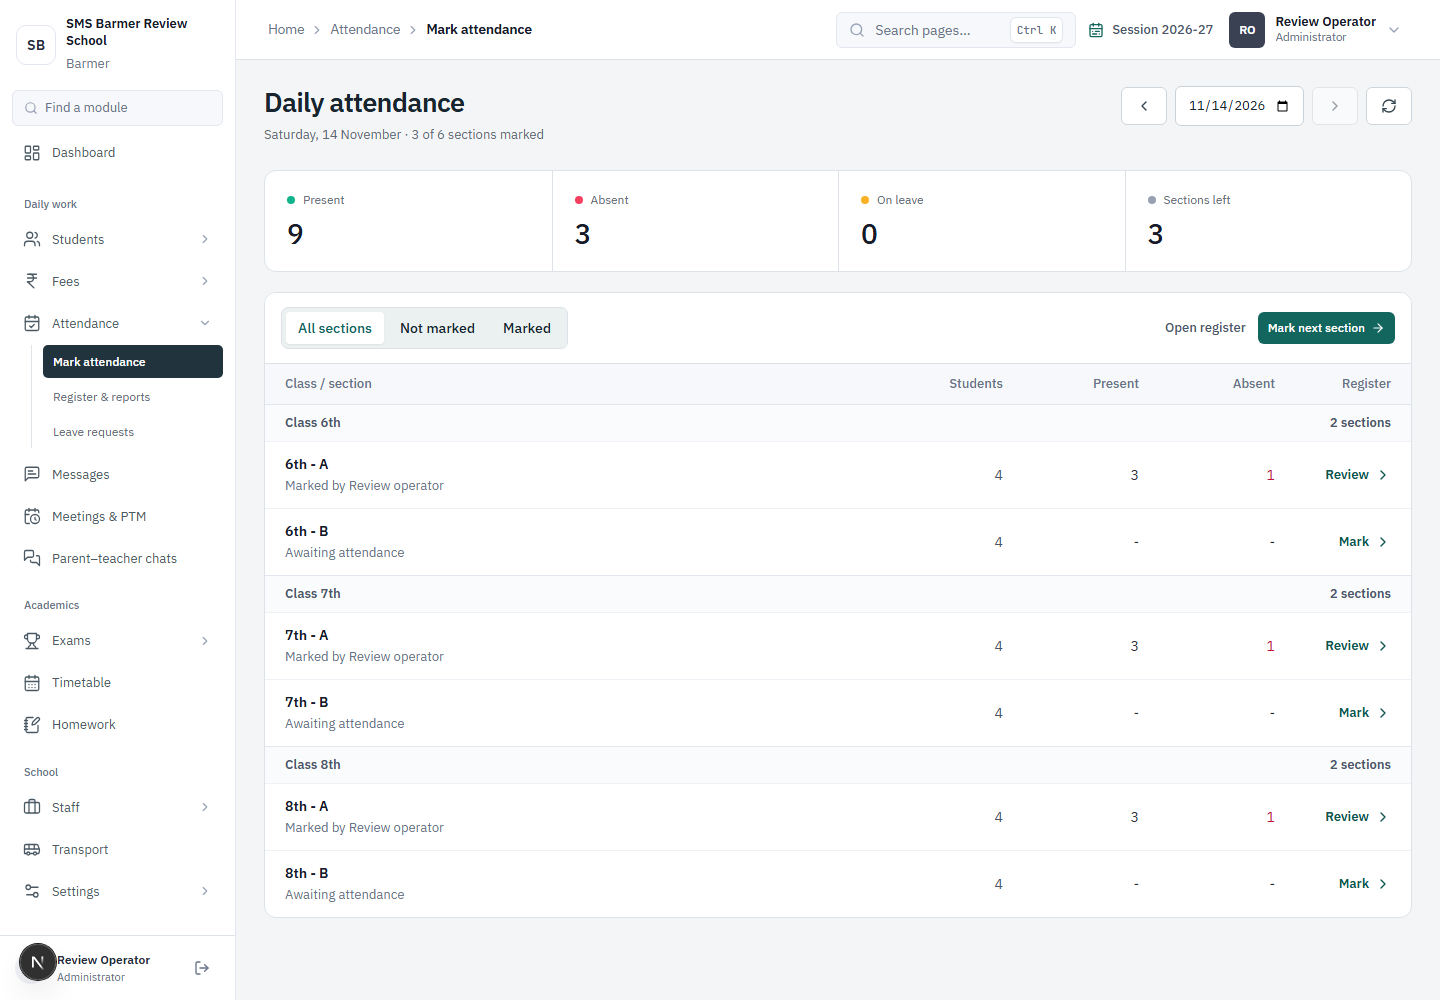 SB
SMS Barmer Review
School
Barmer
Find a module
Dashboard
Daily work
Students
Fees
Attendance
Mark attendance
Register & reports
Leave requests
Messages
Meetings & PTM
Parent–teacher chats
Academics
Exams
Timetable
Homework
School
Staff
Transport
Settings
N
Review Operator
Administrator
Home Attendance Mark attendance
Search pages... Ctrl K
Session 2026-27
RO
Review Operator
Administrator
Daily attendance
Saturday, 14 November · 3 of 6 sections marked
11/14/2026
Present
9
Absent
3
On leave
0
Sections left
3
All sections Not marked Marked
Open register Mark next section
Class / section Students Present Absent Register
Class 6th 2 sections
6th - A
Marked by Review operator
4 3 1 Review
6th - B
Awaiting attendance
4 - - Mark
Class 7th 2 sections
7th - A
Marked by Review operator
4 3 1 Review
7th - B
Awaiting attendance
4 - - Mark
Class 8th 2 sections
8th - A
Marked by Review operator
4 3 1 Review
8th - B
Awaiting attendance
4 - - Mark